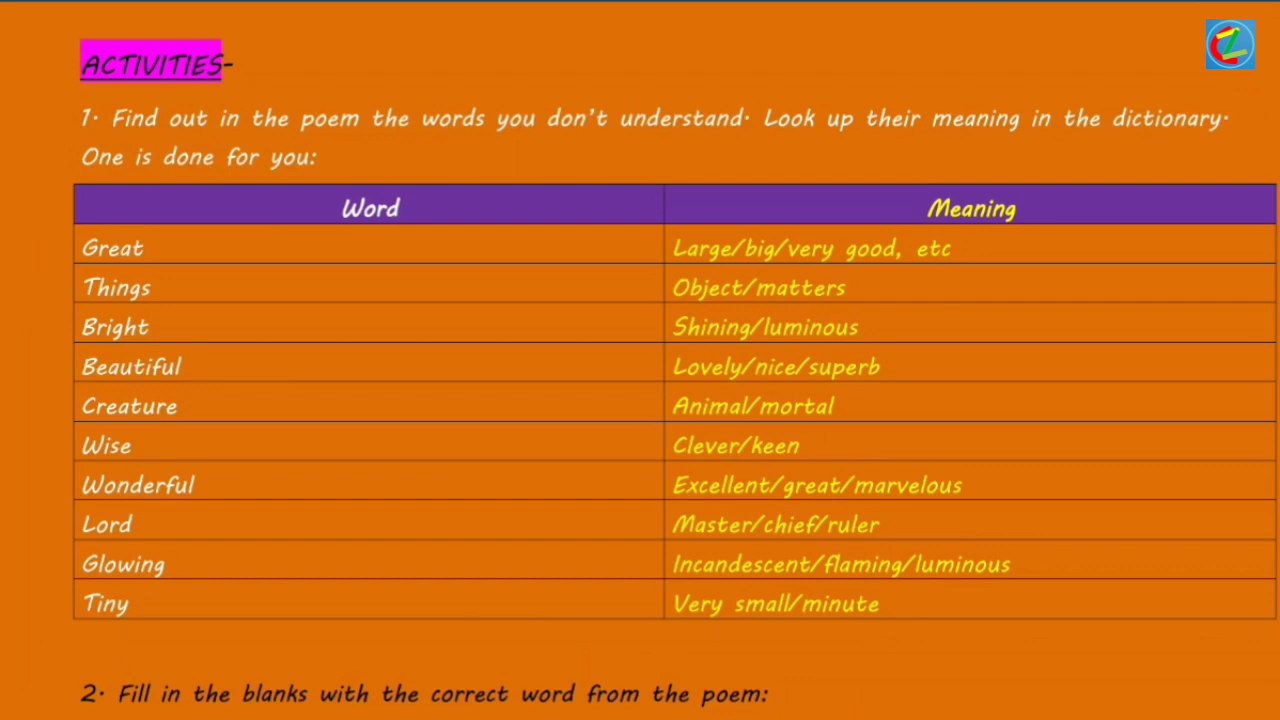 ACTIVITIES-
1. Find out in the poem the words you don't understand. Look up their meaning in the dictionary.
One is done for you:
Word Meaning
Great Large/big/very good, etc
Things Object/matters
Bright Shining/luminous
Beautiful Lovely/nice/superb
Creature Animal/mortal
Wise Clever/keen
Wonderful Excellent/great/marvelous
Lord Master/chief/ruler
Glowing Incandescent/flaming/luminous
Tiny Very small/minute
2. Fill in the blanks with the correct word from the poem: